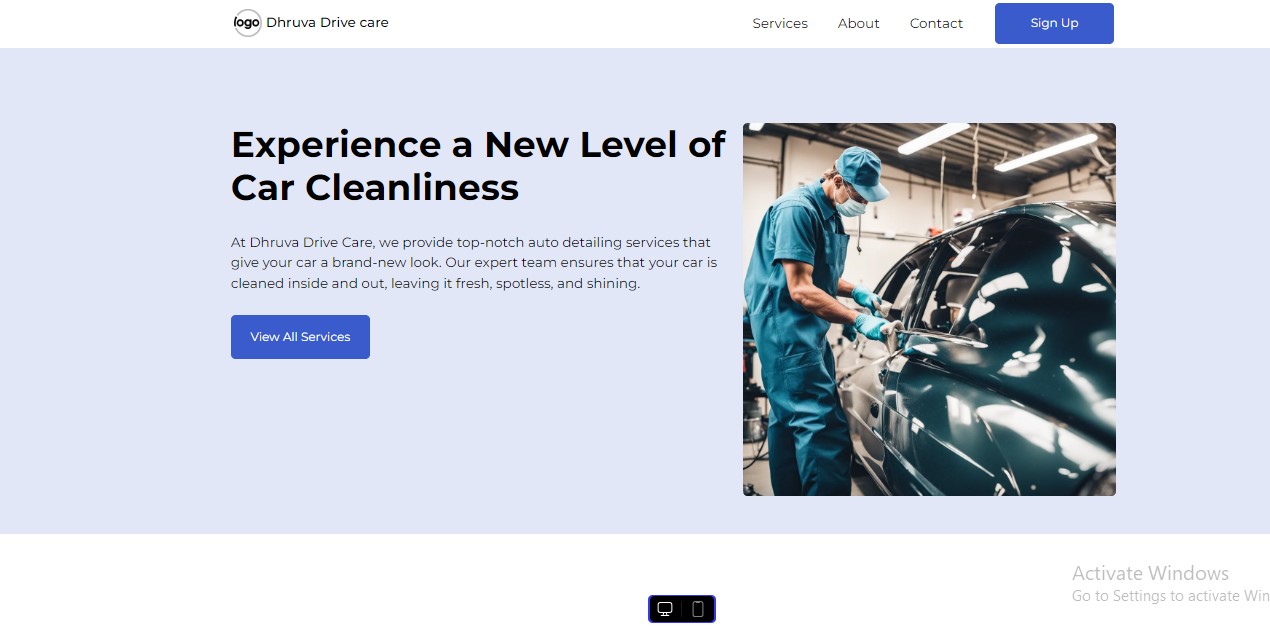 logo Dhruva Drive care
Services About Contact Sign Up
Experience a New Level of
Car Cleanliness
At Dhruva Drive Care, we provide top-notch auto detailing services that
give your car a brand-new look. Our expert team ensures that your car is
cleaned inside and out, leaving it fresh, spotless, and shining.
View All Services
Activate Windows
Go to Settings to activate Win